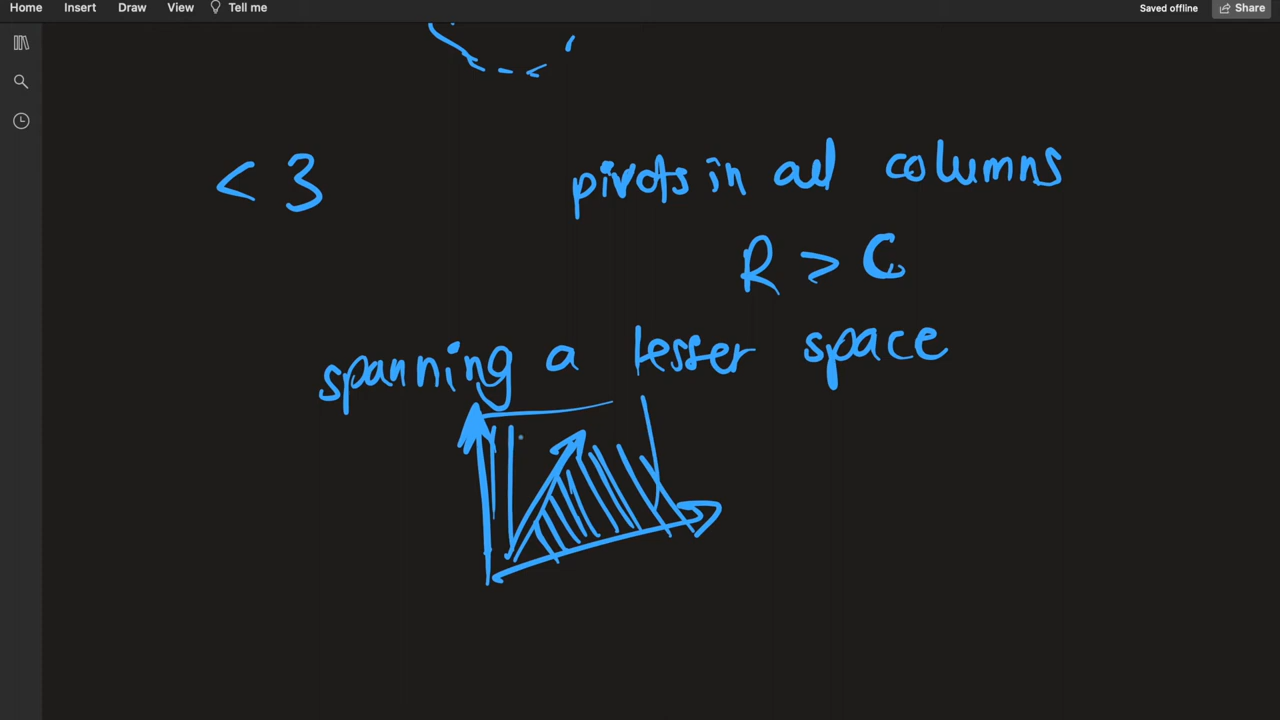 Home Insert Draw View Tell me Saved offline Share
< 3 pivots in all columns
R > C
spanning a lesser space